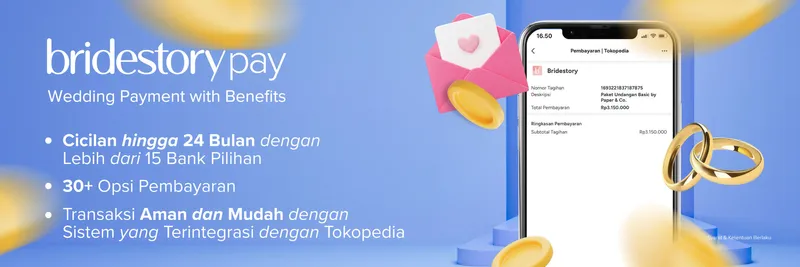 bridestory pay
Wedding Payment with Benefits
• Cicilan hingga 24 Bulan dengan
Lebih dari 15 Bank Pilihan
• 30+ Opsi Pembayaran
• Transaksi Aman dan Mudah dengan
Sistem yang Terintegrasi dengan Tokopedia
16.50
Pembayaran | Tokopedia
Bridestory
Nomor Tagihan 1693221837187875
Deskripsi Paket Undangan Basic by
Paper & Co.
Total Pembayaran Rp3.150.000
Ringkasan Pembayaran
Subtotal Tagihan Rp3.150.000
& Ketentuan Berlaku